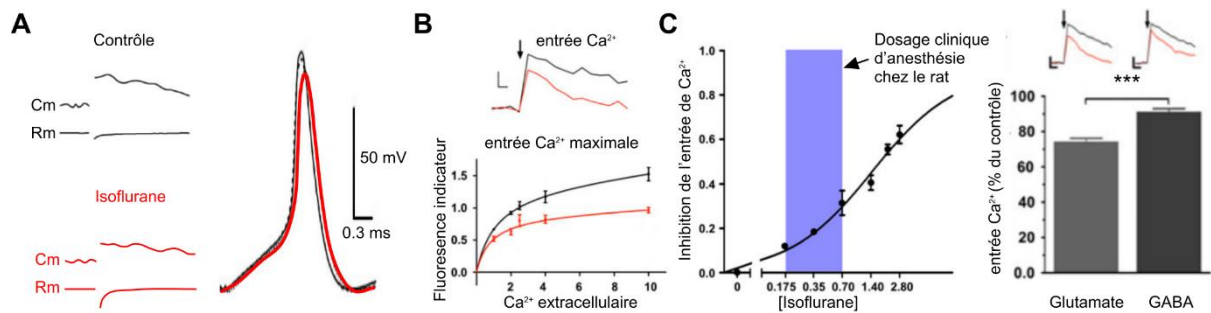 A
Contrôle
Cm
Rm
Isoflurane
Cm
Rm
50 mV
0.3 ms
B
entrée Ca²⁺
entrée Ca²⁺ maximale
Fluoresence indicateur
1.5
1.0
0.5
0.0
2
4
6
8
10
Ca²⁺ extracellulaire
C
Inhibition de l'entrée de Ca²⁺
1.0
0.8
0.6
0.4
0.2
0.0
0
0.175
0.35
0.70
1.40
2.80
[Isoflurane]
Dosage clinique
d'anesthésie
chez le rat
***
entrée Ca²⁺ (% du contrôle)
100
80
60
40
20
0
Glutamate
GABA